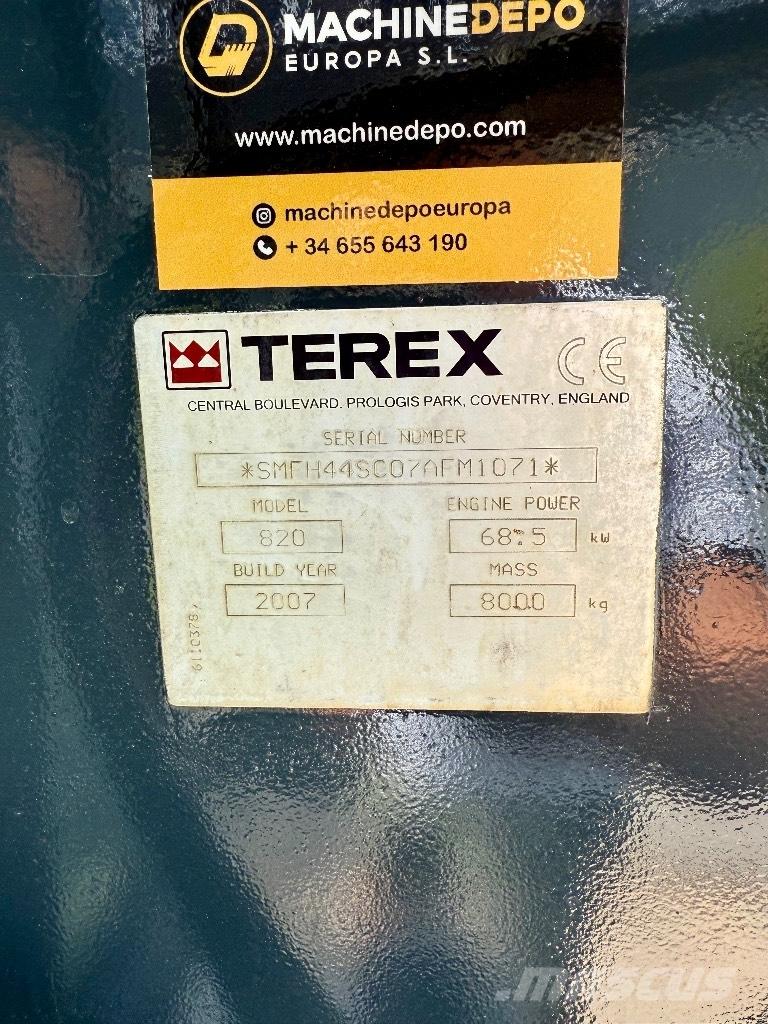 MACHINEDEPO
EUROPA S.L.
www.machinedepo.com
machinedepoeuropa
+ 34 655 643 190
TEREX CE
CENTRAL BOULEVARD. PROLOGIS PARK, COVENTRY, ENGLAND
SERIAL NUMBER
*SMFH44SC07AFM1071*
MODEL ENGINE POWER
820 68.5 kW
BUILD YEAR MASS
2007 8000 kg
mascus